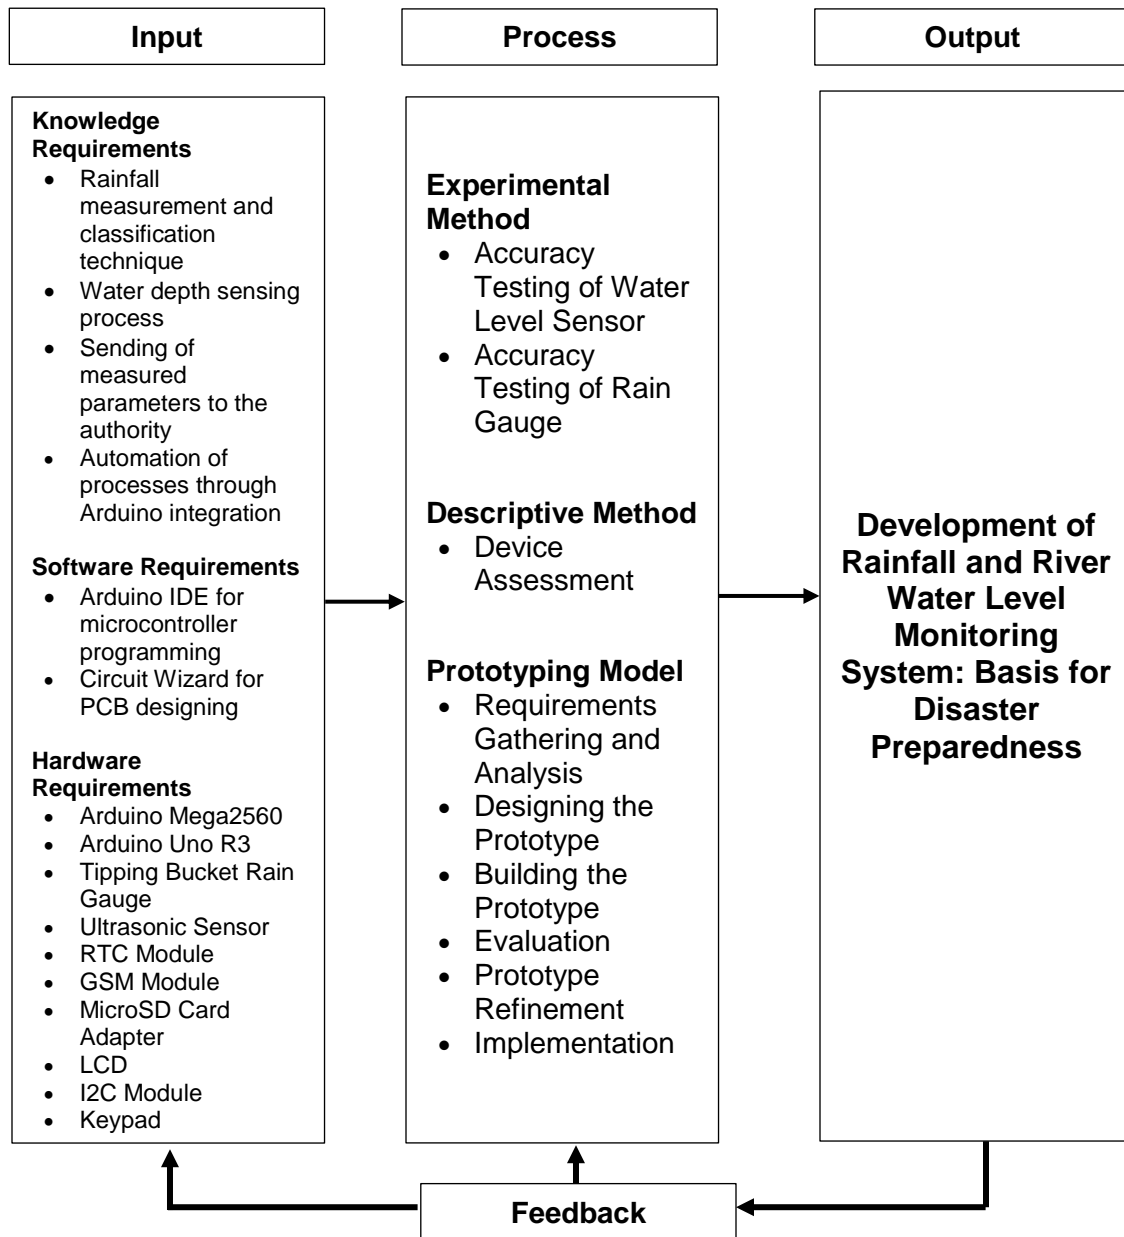 Input
Process
Output
Knowledge
Requirements
• Rainfall
measurement and
classification
technique
• Water depth sensing
process
• Sending of
measured
parameters to the
authority
• Automation of
processes through
Arduino integration
Software Requirements
• Arduino IDE for
microcontroller
programming
• Circuit Wizard for
PCB designing
Hardware
Requirements
• Arduino Mega2560
• Arduino Uno R3
• Tipping Bucket Rain
Gauge
• Ultrasonic Sensor
• RTC Module
• GSM Module
• MicroSD Card
Adapter
• LCD
• I2C Module
• Keypad
Experimental
Method
• Accuracy
Testing of Water
Level Sensor
• Accuracy
Testing of Rain
Gauge
Descriptive Method
• Device
Assessment
Prototyping Model
• Requirements
Gathering and
Analysis
• Designing the
Prototype
• Building the
Prototype
• Evaluation
• Prototype
Refinement
• Implementation
Development of
Rainfall and River
Water Level
Monitoring
System: Basis for
Disaster
Preparedness
Feedback